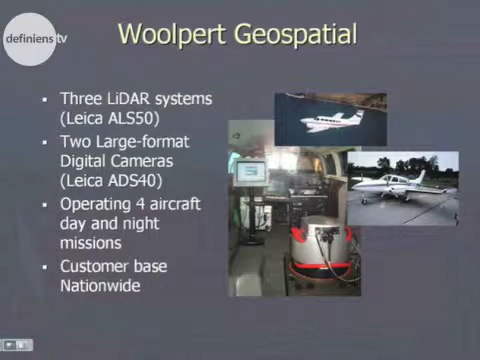 definiens tv
Woolpert Geospatial
▪ Three LiDAR systems
(Leica ALS50)
▪ Two Large-format
Digital Cameras
(Leica ADS40)
▪ Operating 4 aircraft
day and night
missions
▪ Customer base
Nationwide